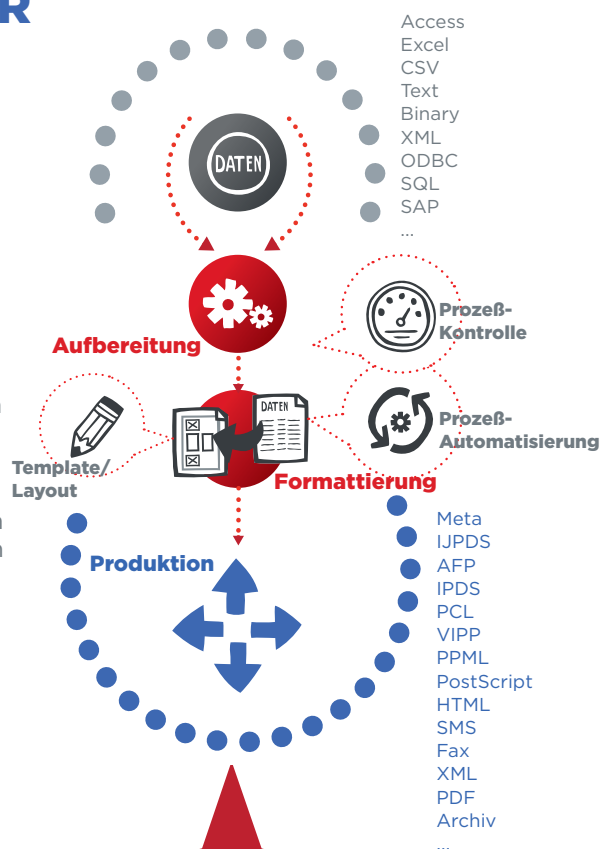 R
Access
Excel
CSV
Text
Binary
XML
ODBC
SQL
SAP
...
DATEN
Aufbereitung
Prozeß-
Kontrolle
DATEN
Template/
Layout
Prozeß-
Automatisierung
Formattierung
Produktion
Meta
IJPDS
AFP
IPDS
PCL
VIPP
PPML
PostScript
HTML
SMS
Fax
XML
PDF
Archiv
...